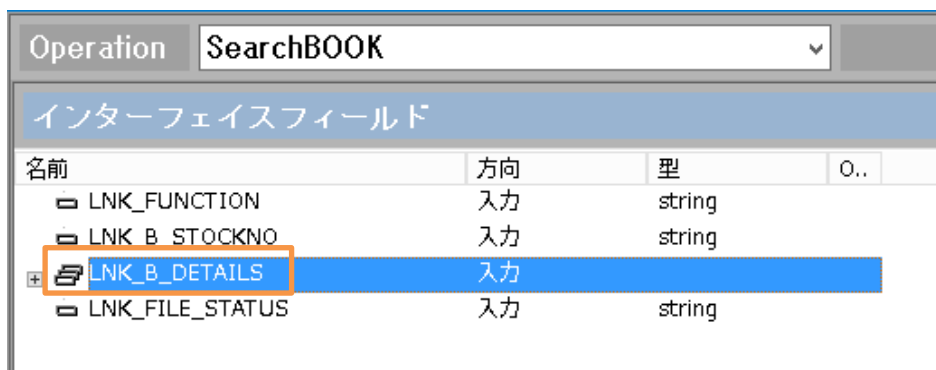 Operation SearchBOOK
インターフェイスフィールド
名前 方向 型 O..
LNK_FUNCTION 入力 string
LNK_B_STOCKNO 入力 string
LNK_B_DETAILS 入力
LNK_FILE_STATUS 入力 string